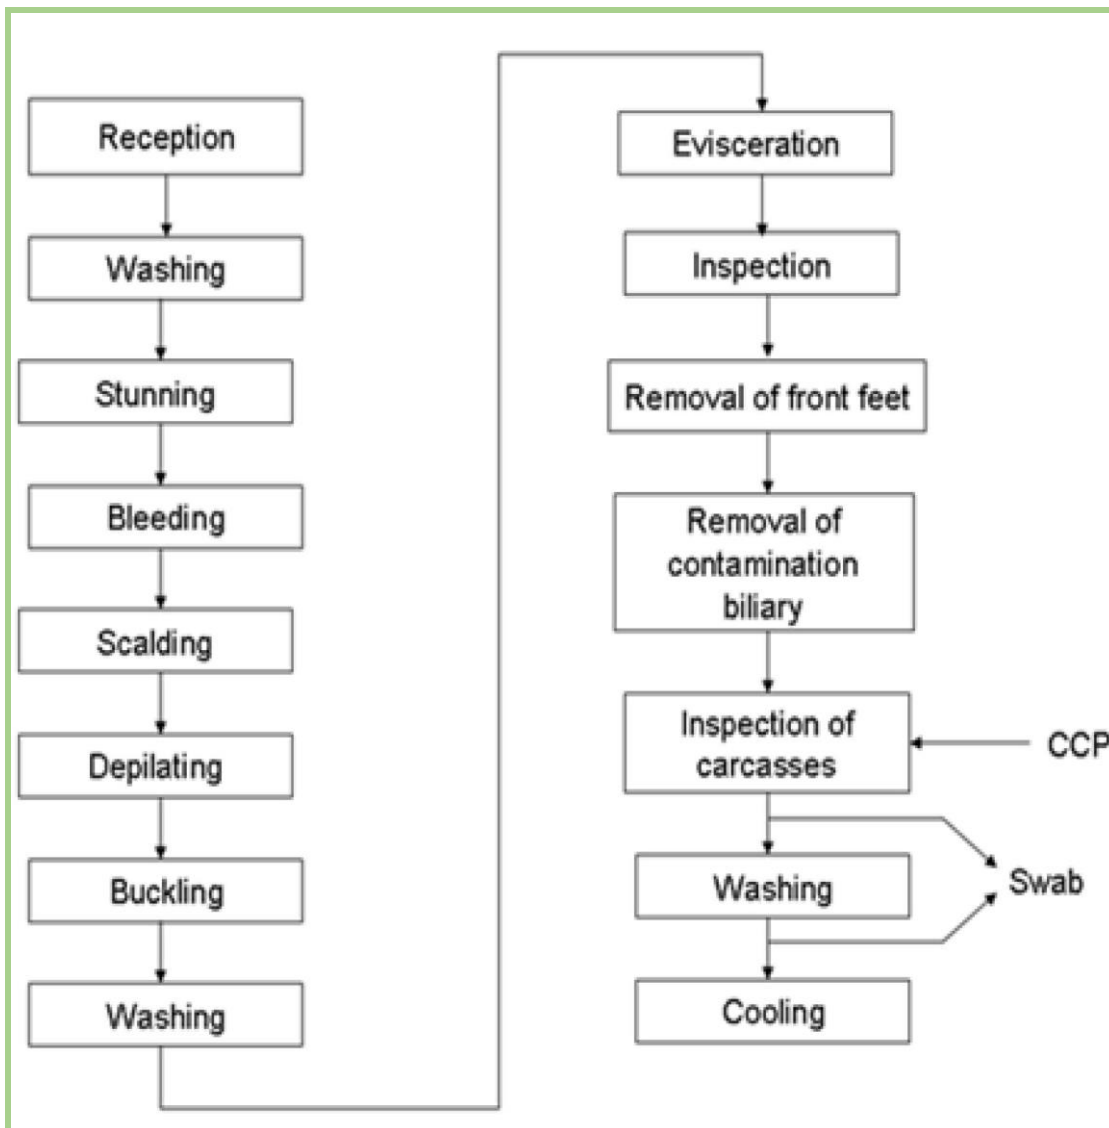 Reception
Washing
Stunning
Bleeding
Scalding
Depilating
Buckling
Washing
Evisceration
Inspection
Removal of front feet
Removal of
contamination
biliary
Inspection of
carcasses
CCP
Washing
Swab
Cooling